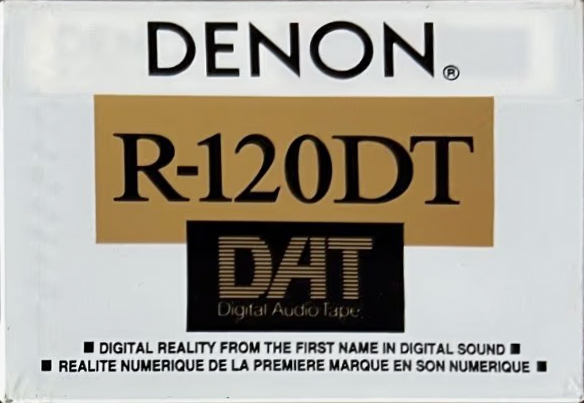 DENON®
R-120DT
DAT
Digital Audio Tape
■ DIGITAL REALITY FROM THE FIRST NAME IN DIGITAL SOUND ■
■ REALITE NUMERIQUE DE LA PREMIERE MARQUE EN SON NUMERIQUE ■